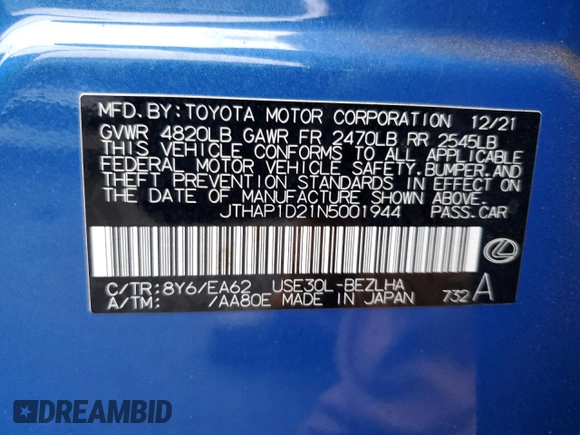 MFD. BY: TOYOTA MOTOR CORPORATION 12/21
GVWR 4820LB GAWR FR 2470LB RR 2545LB
THIS VEHICLE CONFORMS TO ALL APPLICABLE
FEDERAL MOTOR VEHICLE SAFETY, BUMPER, AND
THEFT PREVENTION STANDARDS IN EFFECT ON
THE DATE OF MANUFACTURE SHOWN ABOVE.
JTHAP1D21N5001944 PASS. CAR
C/TR: 8Y6/EA62 USE30L-BEZLHA
A/TM: /AA80E MADE IN JAPAN 732 A
DREAMBID